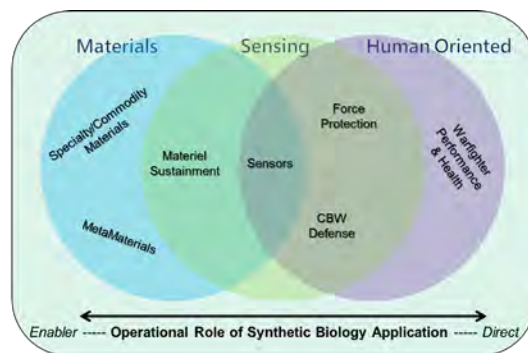 Materials
Sensing
Human Oriented
Specialty/Commodity
Materials
MetaMaterials
Materiel
Sustainment
Sensors
Force
Protection
CBW
Defense
Warfighter
Performance
& Health
Enabler ----- Operational Role of Synthetic Biology Application ----- Direct